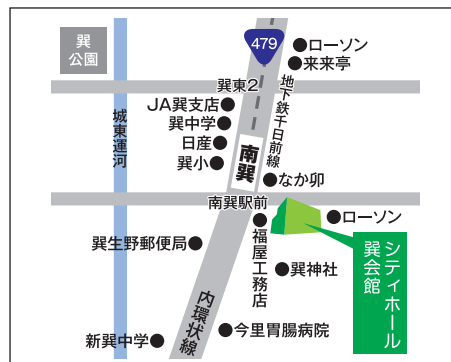 巽
公園
479
ローソン
来来亭
巽東2
地下鉄千日前線
JA巽支店
巽中学
日産
巽小
城東運河
南巽
なか卯
南巽駅前
ローソン
福屋工務店
巽生野郵便局
巽神社
シティホール
巽会館
内環状線
新巽中学
今里胃腸病院